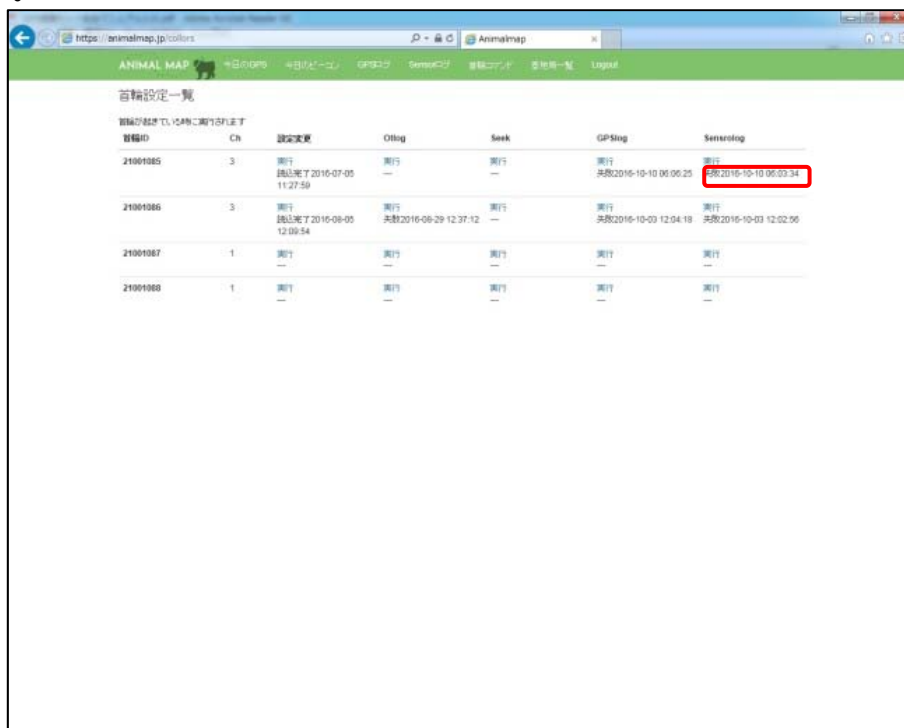 https://animalmap.jp/collors
Animalmap
ANIMAL MAP 今日のGPS 今日のビーコン GPSログ Sensorログ 首輪コマンド 基地局一覧 Logout
首輪設定一覧
首輪が起きている時に実行されます
首輪ID Ch 設定変更 Otlog Seek GPSlog Sensrolog
21001085 3 実行 実行 実行 実行 実行
読込完了2016-07-05 — — 失敗2016-10-10 06:06:25 失敗2016-10-10 06:03:34
11:27:59
21001086 3 実行 実行 実行 実行 実行
読込完了2016-08-05 失敗2016-08-29 12:37:12 — 失敗2016-10-03 12:04:18 失敗2016-10-03 12:02:56
12:09:54
21001087 1 実行 実行 実行 実行 実行
— — — — —
21001088 1 実行 実行 実行 実行 実行
— — — — —